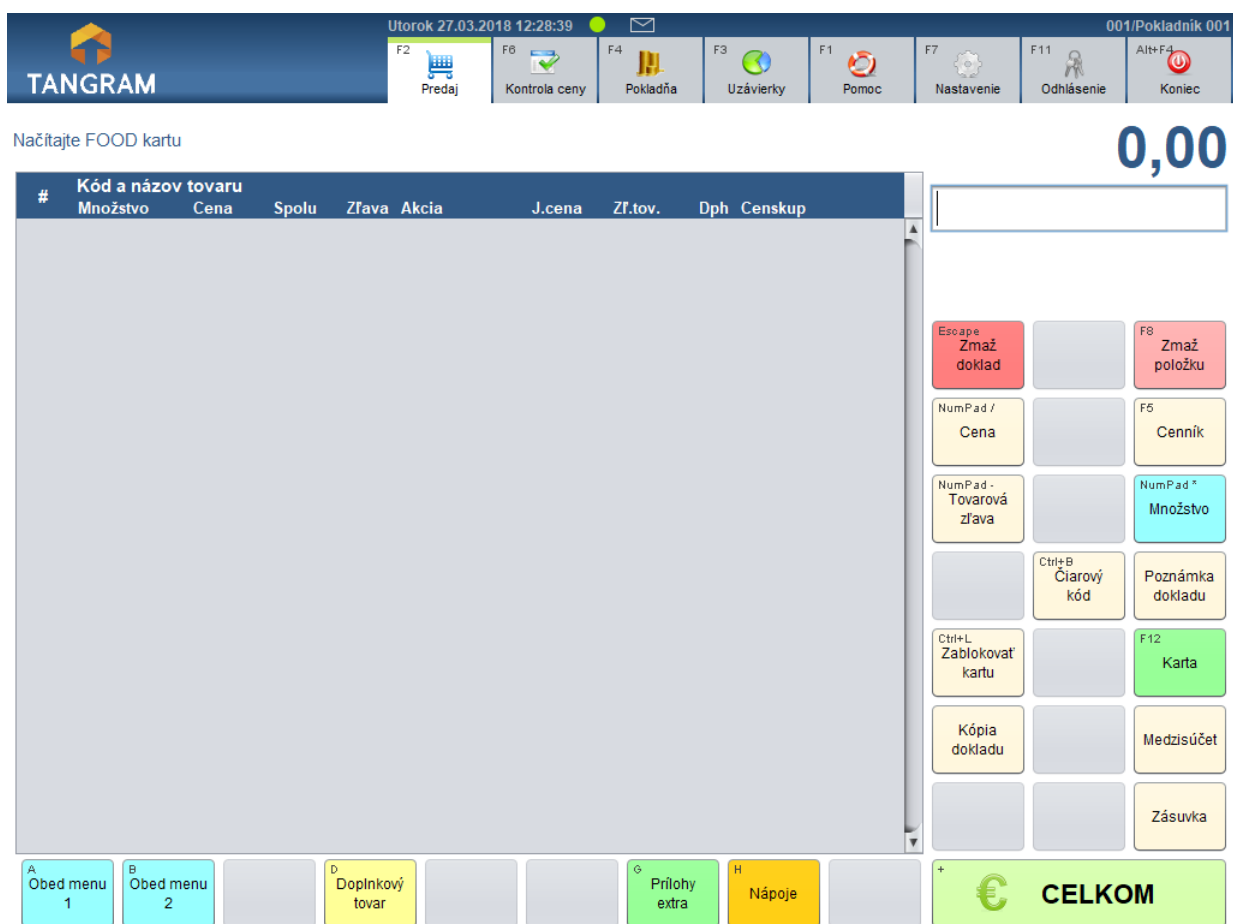 Utorok 27.03.2018 12:28:39
001/Pokladník 001
TANGRAM
F2
Predaj
F6
Kontrola ceny
F4
Pokladňa
F3
Uzávierky
F1
Pomoc
F7
Nastavenie
F11
Odhlásenie
Alt+F4
Koniec
Načítajte FOOD kartu
0,00
# Kód a názov tovaru
Množstvo Cena Spolu Zľava Akcia J.cena Zľ.tov. Dph Censkup
Escape
Zmaž
doklad
F8
Zmaž
položku
NumPad /
Cena
F5
Cenník
NumPad -
Tovarová
zľava
NumPad *
Množstvo
Ctrl+B
Čiarový
kód
Poznámka
dokladu
Ctrl+L
Zablokovať
kartu
F12
Karta
Kópia
dokladu
Medzisúčet
Zásuvka
A
Obed menu
1
B
Obed menu
2
D
Doplnkový
tovar
G
Prílohy
extra
H
Nápoje
+
€ CELKOM